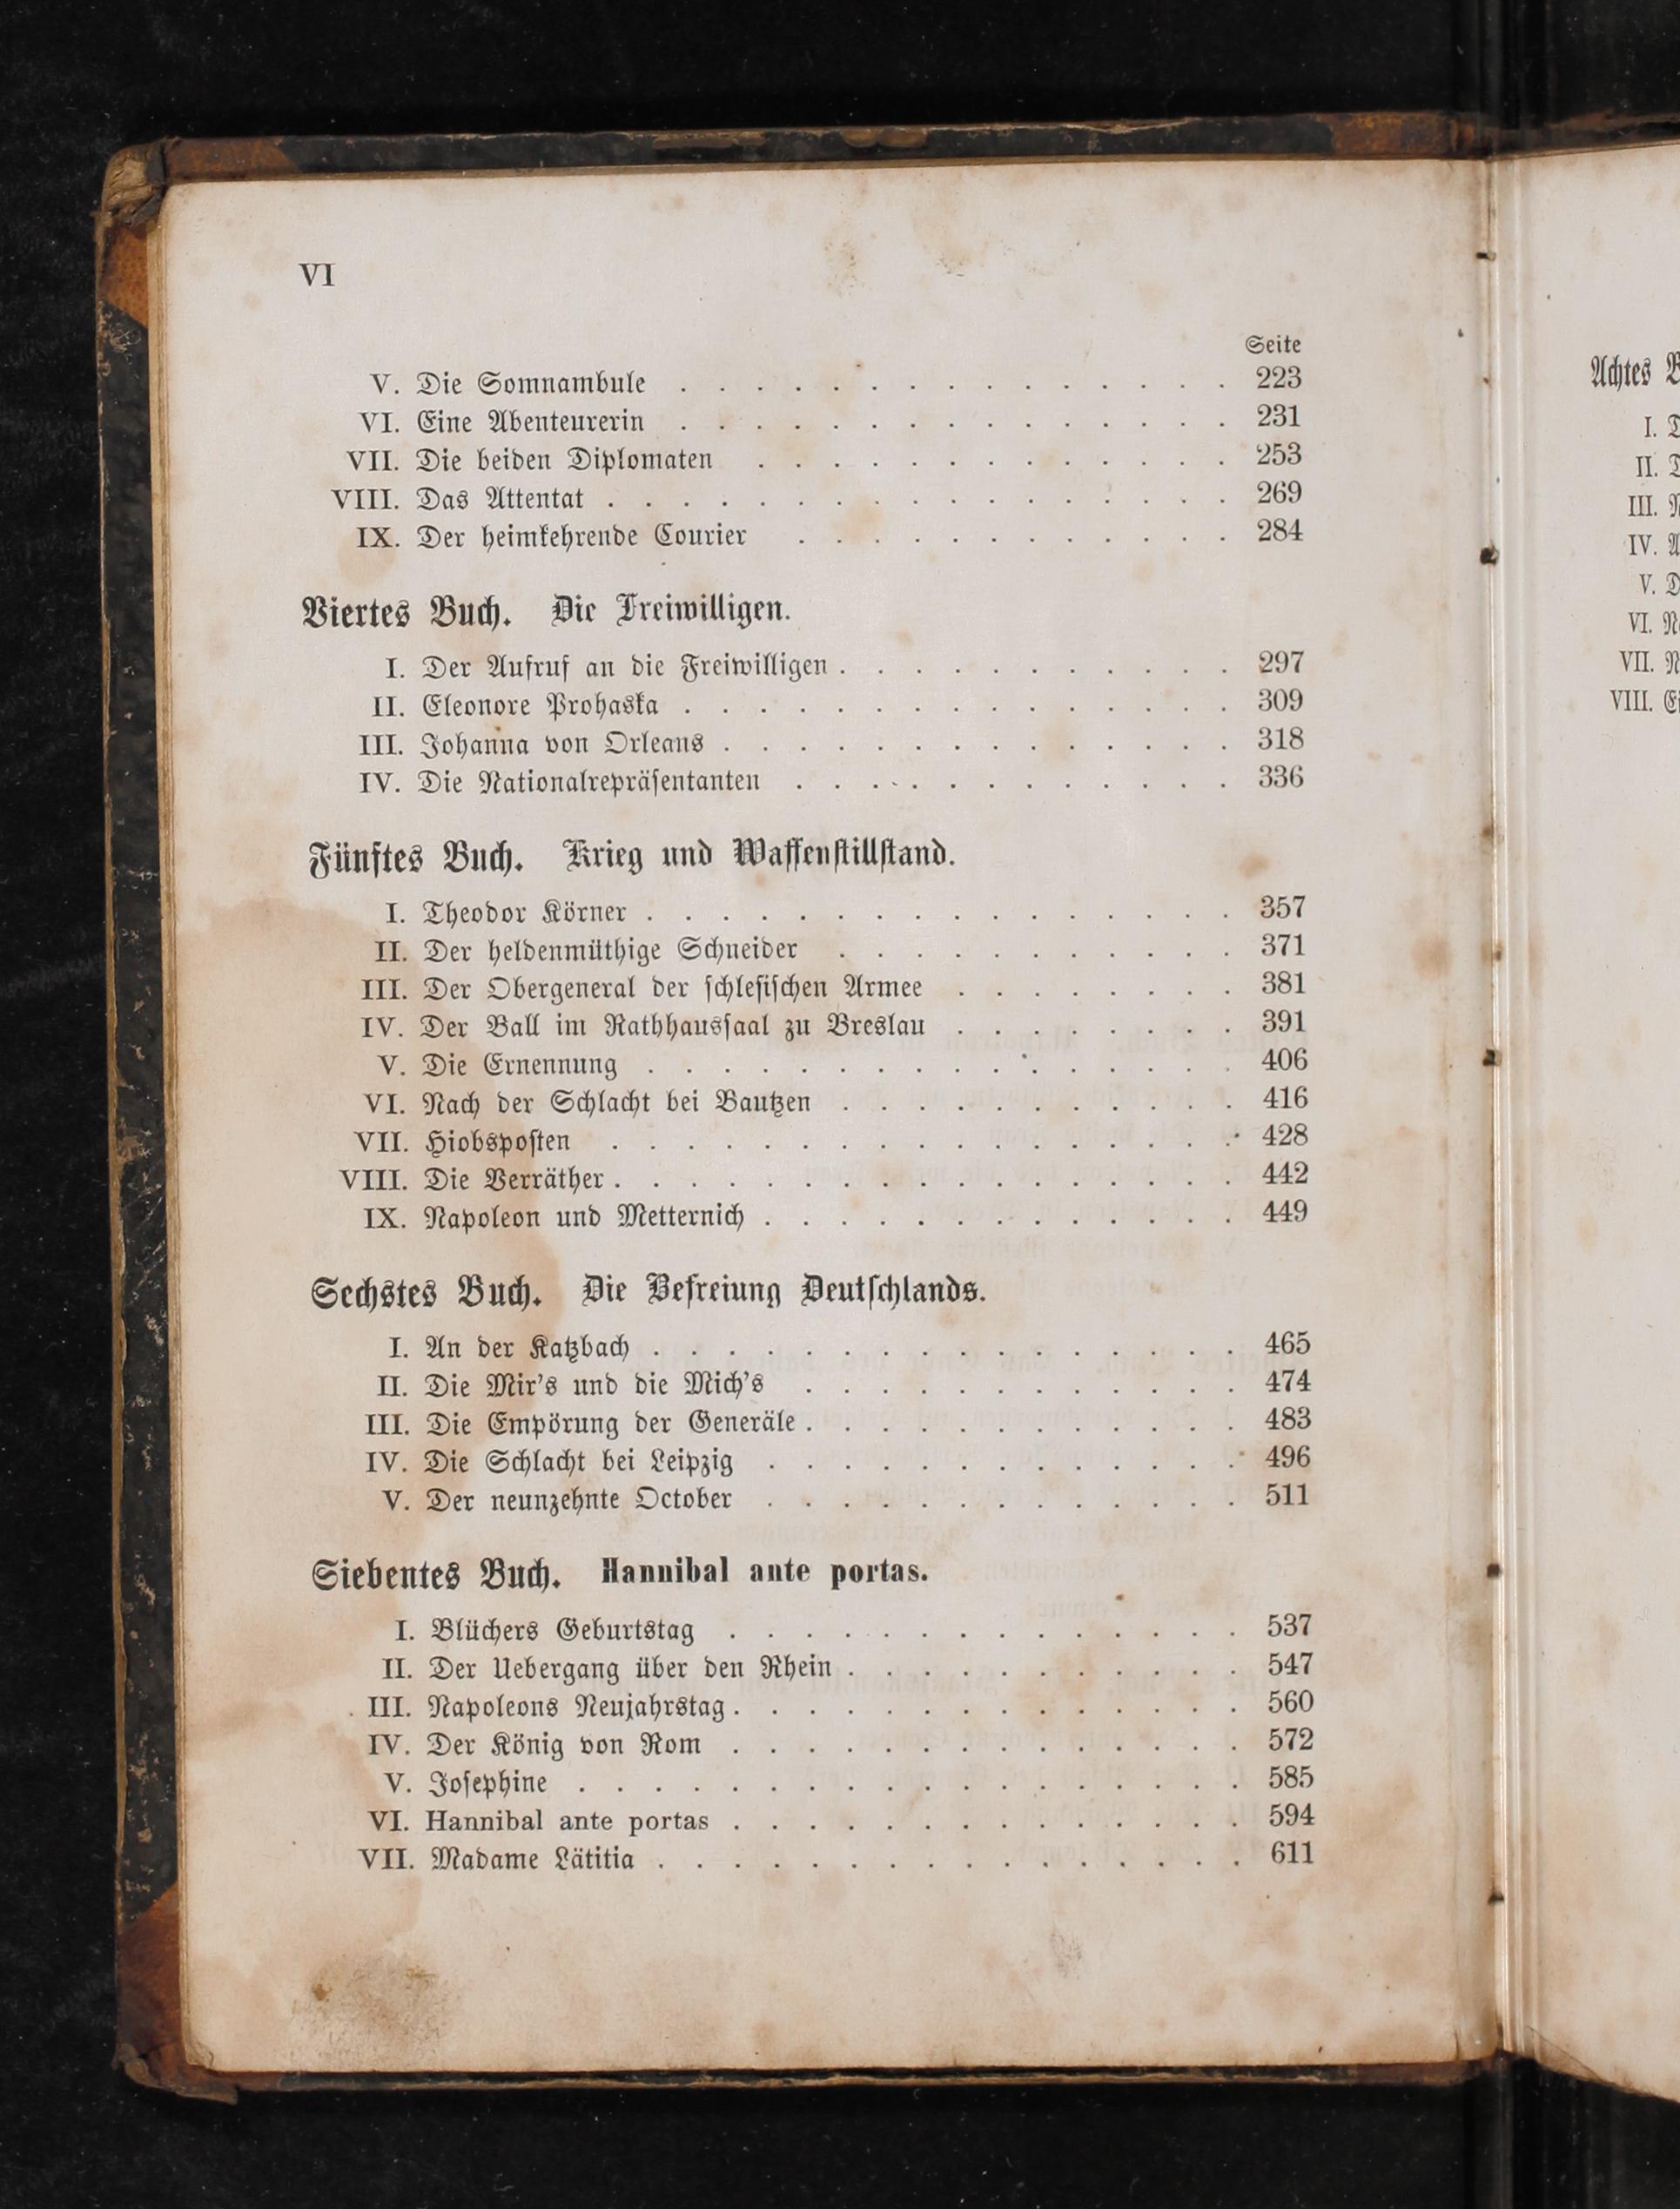 VI
Seite
V. Die Somnambule . . . . . . . . . . . . . . . 223
VI. Eine Abenteurerin . . . . . . . . . . . . . . . 231
VII. Die beiden Diplomaten . . . . . . . . . . . . . 253
VIII. Das Attentat . . . . . . . . . . . . . . . . . 269
IX. Der heimkehrende Courier . . . . . . . . . . . . 284
Viertes Buch. Die Freiwilligen.
I. Der Aufruf an die Freiwilligen . . . . . . . . . . . 297
II. Eleonore Prohaska . . . . . . . . . . . . . . . 309
III. Johanna von Orleans . . . . . . . . . . . . . . 318
IV. Die Nationalrepräsentanten . . . . . . . . . . . . 336
Fünftes Buch. Krieg und Waffenstillstand.
I. Theodor Körner . . . . . . . . . . . . . . . . 357
II. Der heldenmüthige Schneider . . . . . . . . . . . 371
III. Der Obergeneral der schlesischen Armee . . . . . . . . 381
IV. Der Ball im Rathhaussaal zu Breslau . . . . . . . . 391
V. Die Ernennung . . . . . . . . . . . . . . . . 406
VI. Nach der Schlacht bei Bautzen . . . . . . . . . . . 416
VII. Hiobsposten . . . . . . . . . . . . . . . . . 428
VIII. Die Verräther . . . . . . . . . . . . . . . . . 442
IX. Napoleon und Metternich . . . . . . . . . . . . . 449
Sechstes Buch. Die Befreiung Deutschlands.
I. An der Katzbach . . . . . . . . . . . . . . . . 465
II. Die Mir's und die Mich's . . . . . . . . . . . . 474
III. Die Empörung der Generäle . . . . . . . . . . . . 483
IV. Die Schlacht bei Leipzig . . . . . . . . . . . . . 496
V. Der neunzehnte October . . . . . . . . . . . . . 511
Siebentes Buch. Hannibal ante portas.
I. Blüchers Geburtstag . . . . . . . . . . . . . . 537
II. Der Uebergang über den Rhein . . . . . . . . . . . 547
III. Napoleons Neujahrstag . . . . . . . . . . . . . . 560
IV. Der König von Rom . . . . . . . . . . . . . . 572
V. Josephine . . . . . . . . . . . . . . . . . . 585
VI. Hannibal ante portas . . . . . . . . . . . . . . 594
VII. Madame Lätitia . . . . . . . . . . . . . . . . 611
Achtes
I.
II.
III.
IV.
V.
VI.
VII.
VIII.